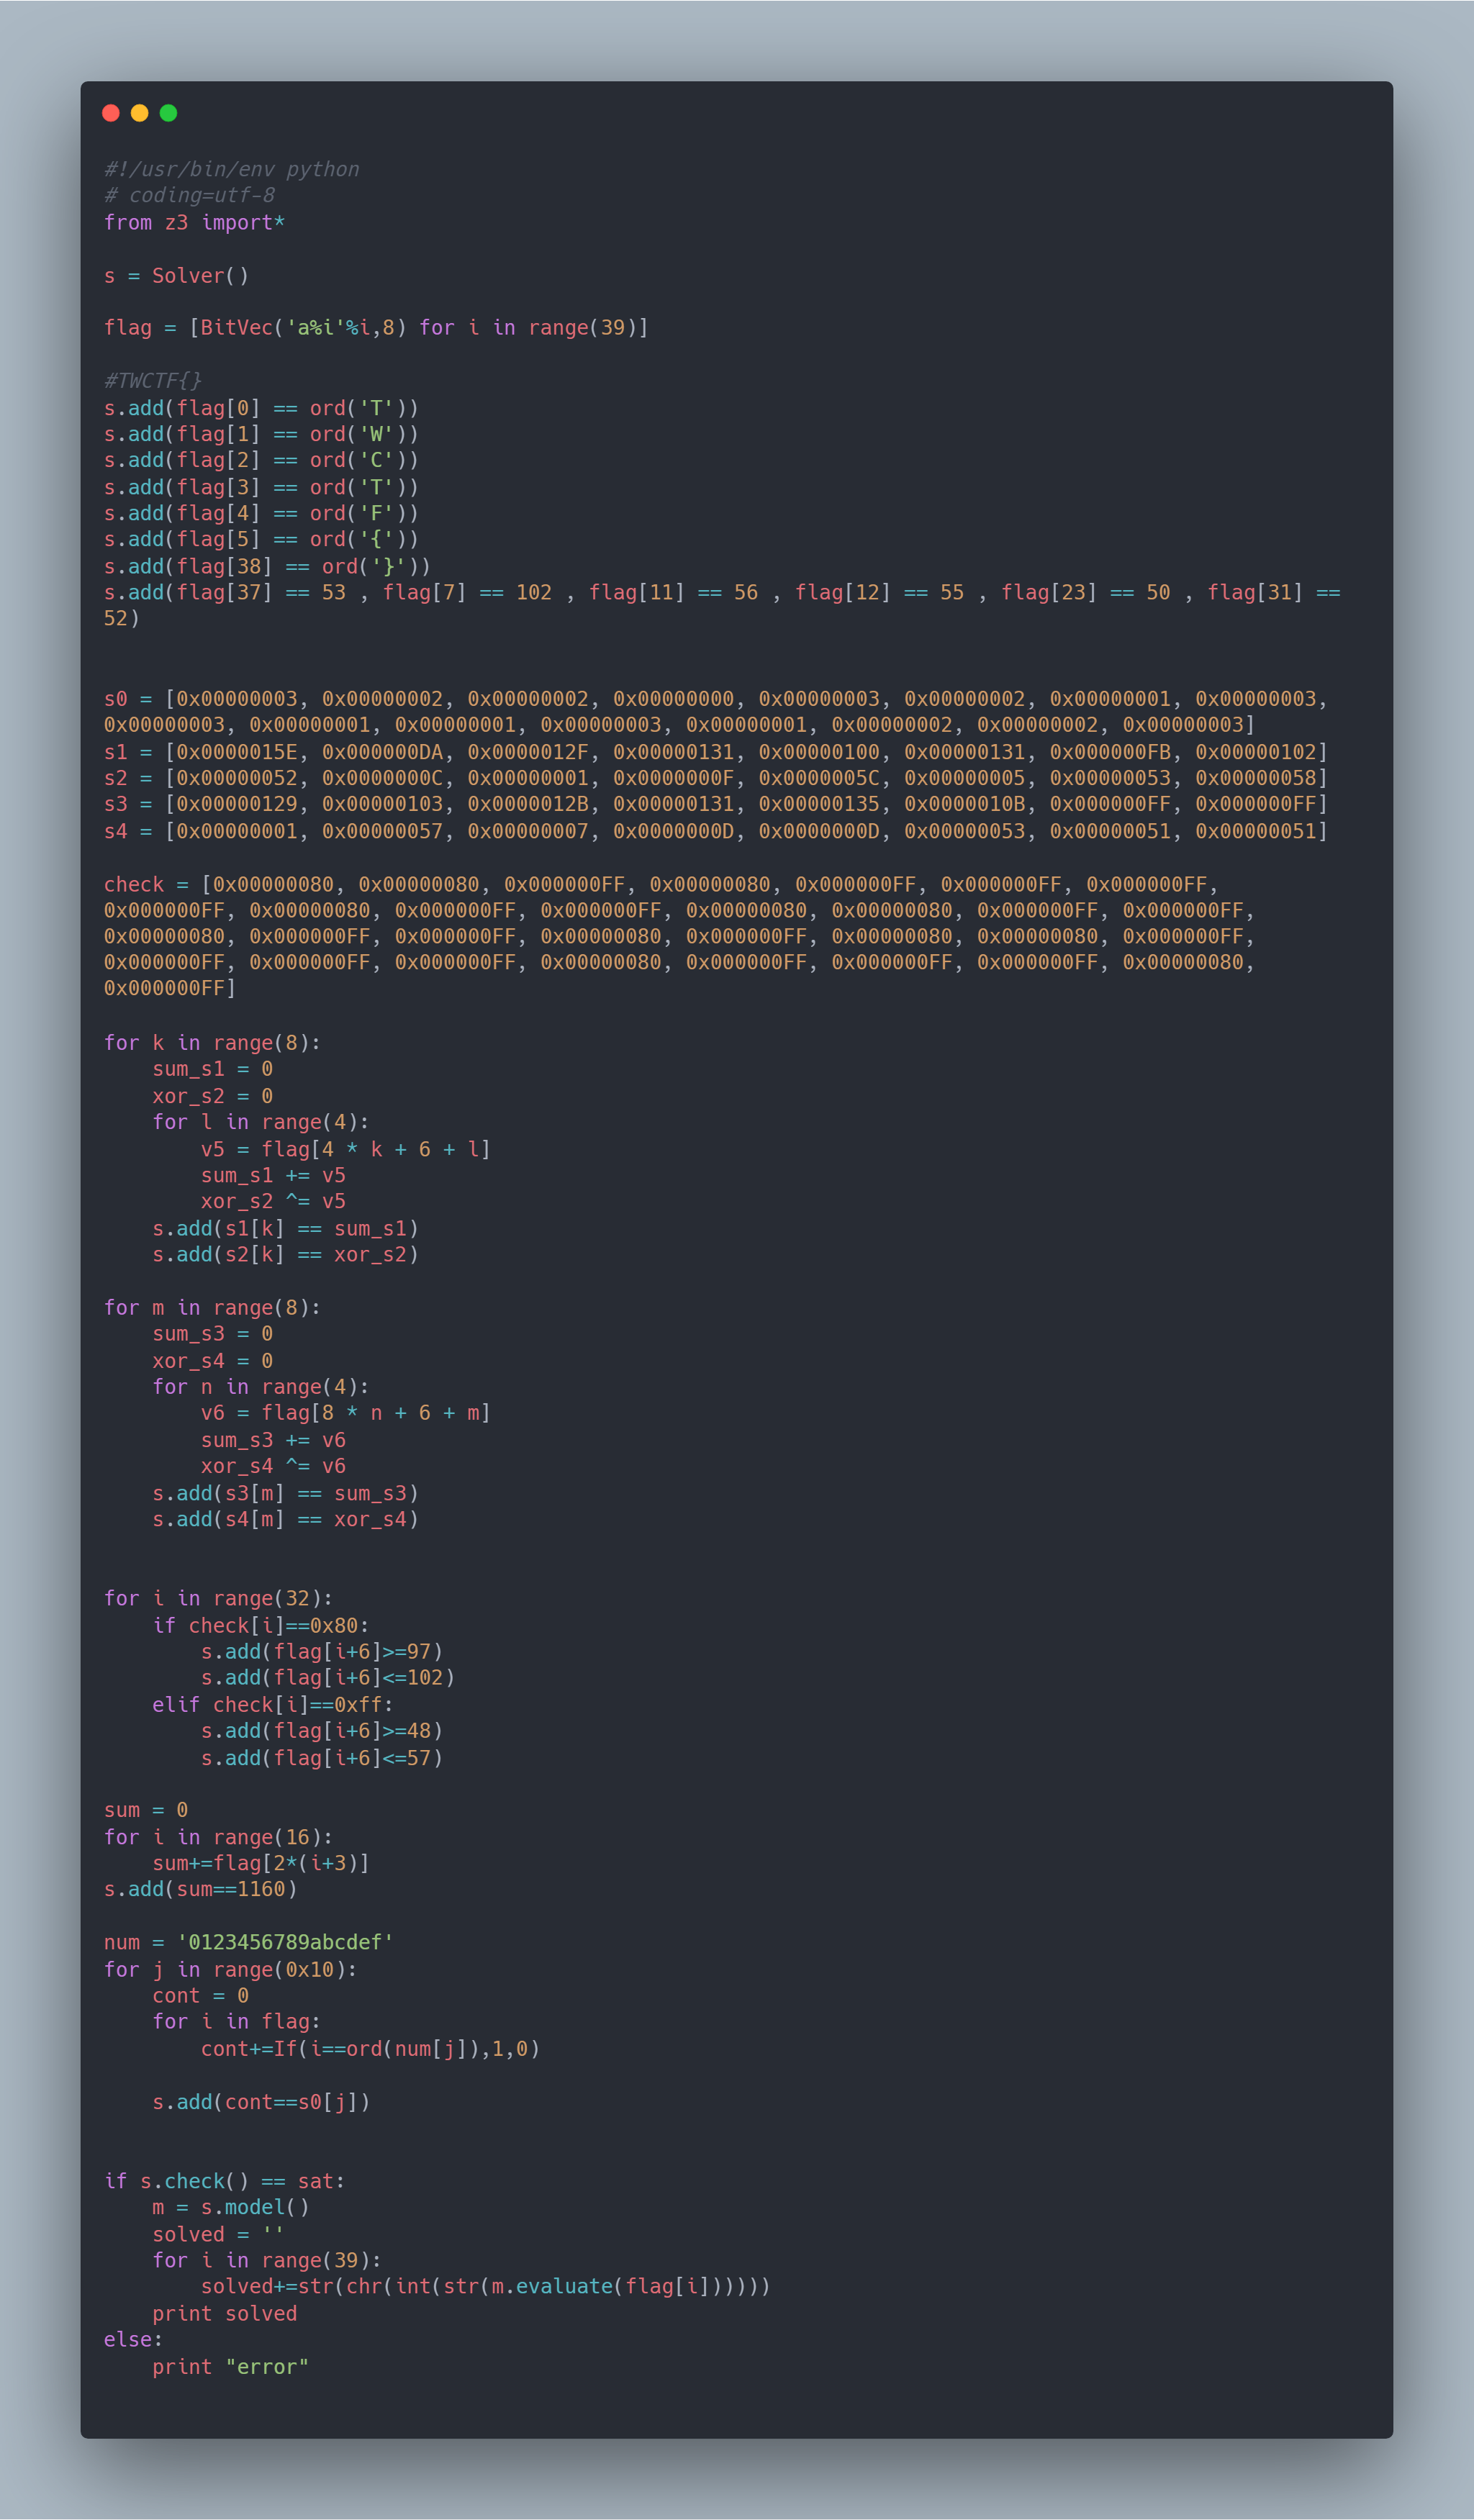 #!/usr/bin/env python
# coding=utf-8
from z3 import*

s = Solver()

flag = [BitVec('a%i'%i,8) for i in range(39)]

#TWCTF{}
s.add(flag[0] == ord('T'))
s.add(flag[1] == ord('W'))
s.add(flag[2] == ord('C'))
s.add(flag[3] == ord('T'))
s.add(flag[4] == ord('F'))
s.add(flag[5] == ord('{'))
s.add(flag[38] == ord('}'))
s.add(flag[37] == 53 , flag[7] == 102 , flag[11] == 56 , flag[12] == 55 , flag[23] == 50 , flag[31] ==
52)


s0 = [0x00000003, 0x00000002, 0x00000002, 0x00000000, 0x00000003, 0x00000002, 0x00000001, 0x00000003,
0x00000003, 0x00000001, 0x00000001, 0x00000003, 0x00000001, 0x00000002, 0x00000002, 0x00000003]
s1 = [0x0000015E, 0x000000DA, 0x0000012F, 0x00000131, 0x00000100, 0x00000131, 0x000000FB, 0x00000102]
s2 = [0x00000052, 0x0000000C, 0x00000001, 0x0000000F, 0x0000005C, 0x00000005, 0x00000053, 0x00000058]
s3 = [0x00000129, 0x00000103, 0x0000012B, 0x00000131, 0x00000135, 0x0000010B, 0x000000FF, 0x000000FF]
s4 = [0x00000001, 0x00000057, 0x00000007, 0x0000000D, 0x0000000D, 0x00000053, 0x00000051, 0x00000051]

check = [0x00000080, 0x00000080, 0x000000FF, 0x00000080, 0x000000FF, 0x000000FF, 0x000000FF,
0x000000FF, 0x00000080, 0x000000FF, 0x000000FF, 0x00000080, 0x00000080, 0x000000FF, 0x000000FF,
0x00000080, 0x000000FF, 0x000000FF, 0x00000080, 0x000000FF, 0x00000080, 0x00000080, 0x000000FF,
0x000000FF, 0x000000FF, 0x000000FF, 0x00000080, 0x000000FF, 0x000000FF, 0x000000FF, 0x00000080,
0x000000FF]

for k in range(8):
    sum_s1 = 0
    xor_s2 = 0
    for l in range(4):
        v5 = flag[4 * k + 6 + l]
        sum_s1 += v5
        xor_s2 ^= v5
    s.add(s1[k] == sum_s1)
    s.add(s2[k] == xor_s2)

for m in range(8):
    sum_s3 = 0
    xor_s4 = 0
    for n in range(4):
        v6 = flag[8 * n + 6 + m]
        sum_s3 += v6
        xor_s4 ^= v6
    s.add(s3[m] == sum_s3)
    s.add(s4[m] == xor_s4)


for i in range(32):
    if check[i]==0x80:
        s.add(flag[i+6]>=97)
        s.add(flag[i+6]<=102)
    elif check[i]==0xff:
        s.add(flag[i+6]>=48)
        s.add(flag[i+6]<=57)

sum = 0
for i in range(16):
    sum+=flag[2*(i+3)]
s.add(sum==1160)

num = '0123456789abcdef'
for j in range(0x10):
    cont = 0
    for i in flag:
        cont+=If(i==ord(num[j]),1,0)

    s.add(cont==s0[j])


if s.check() == sat:
    m = s.model()
    solved = ''
    for i in range(39):
        solved+=str(chr(int(str(m.evaluate(flag[i])))))
    print solved
else:
    print "error"